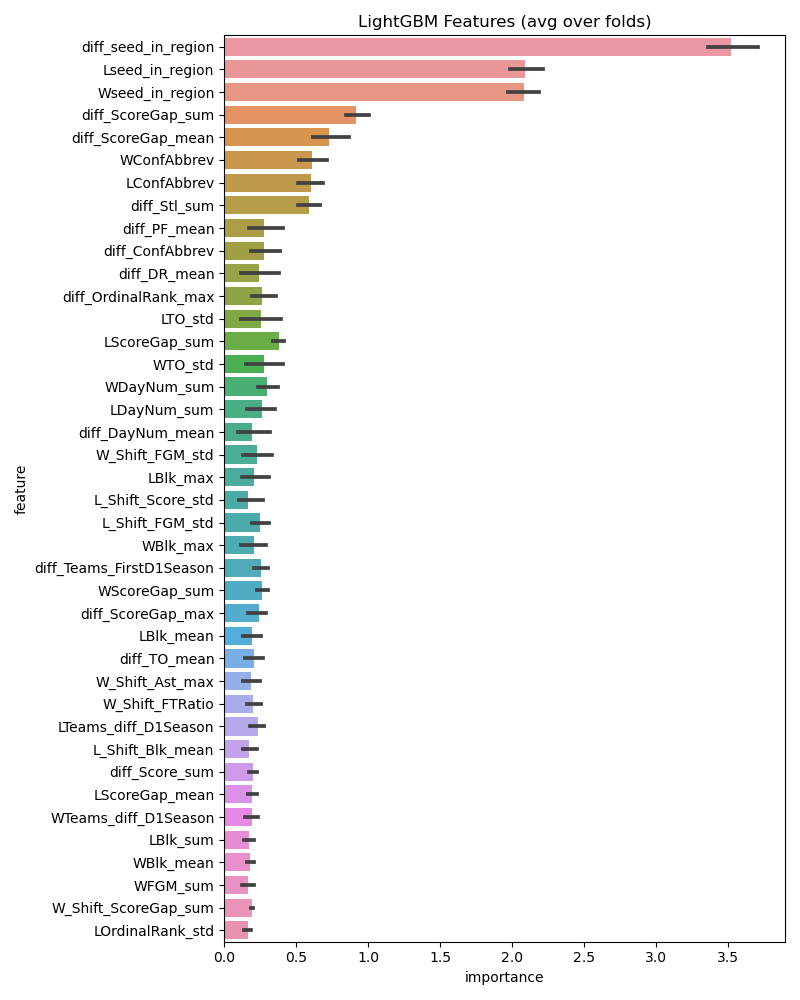 LightGBM Features (avg over folds)
feature
diff_seed_in_region
Lseed_in_region
Wseed_in_region
diff_ScoreGap_sum
diff_ScoreGap_mean
WConfAbbrev
LConfAbbrev
diff_Stl_sum
diff_PF_mean
diff_ConfAbbrev
diff_DR_mean
diff_OrdinalRank_max
LTO_std
LScoreGap_sum
WTO_std
WDayNum_sum
LDayNum_sum
diff_DayNum_mean
W_Shift_FGM_std
LBlk_max
L_Shift_Score_std
L_Shift_FGM_std
WBlk_max
diff_Teams_FirstD1Season
WScoreGap_sum
diff_ScoreGap_max
LBlk_mean
diff_TO_mean
W_Shift_Ast_max
W_Shift_FTRatio
LTeams_diff_D1Season
L_Shift_Blk_mean
diff_Score_sum
LScoreGap_mean
WTeams_diff_D1Season
LBlk_sum
WBlk_mean
WFGM_sum
W_Shift_ScoreGap_sum
LOrdinalRank_std
0.0 0.5 1.0 1.5 2.0 2.5 3.0 3.5
importance